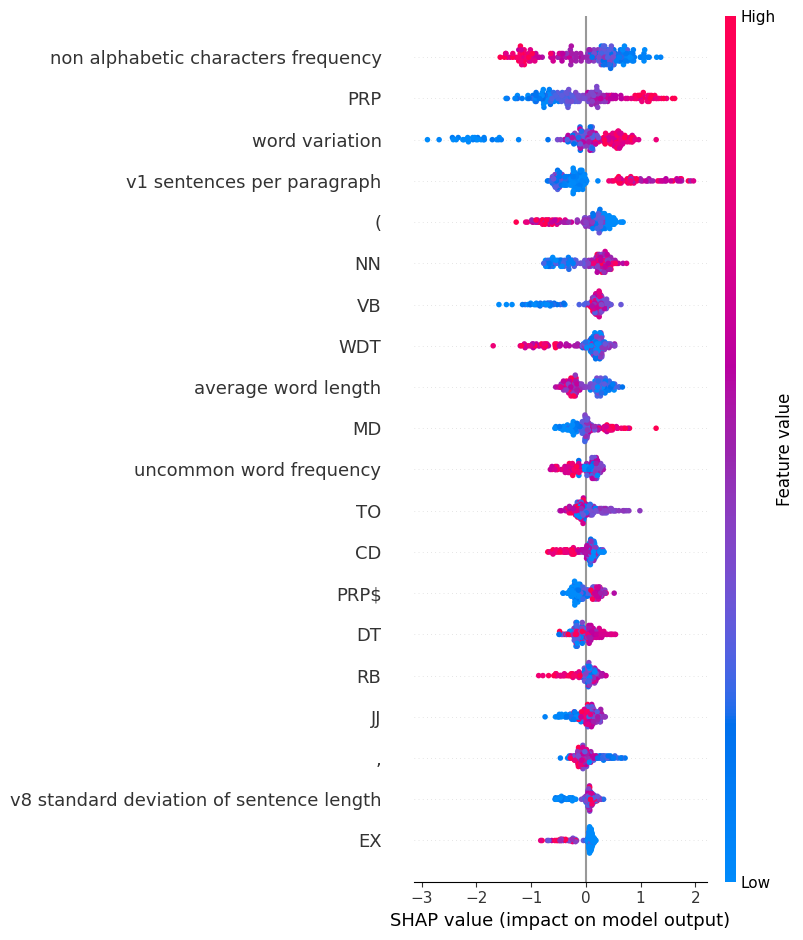 High
non alphabetic characters frequency
PRP
word variation
v1 sentences per paragraph
(
NN
VB
WDT
average word length
MD
uncommon word frequency
TO
CD
PRP$
DT
RB
JJ
,
v8 standard deviation of sentence length
EX
Feature value
Low
−3 −2 −1 0 1 2
SHAP value (impact on model output)